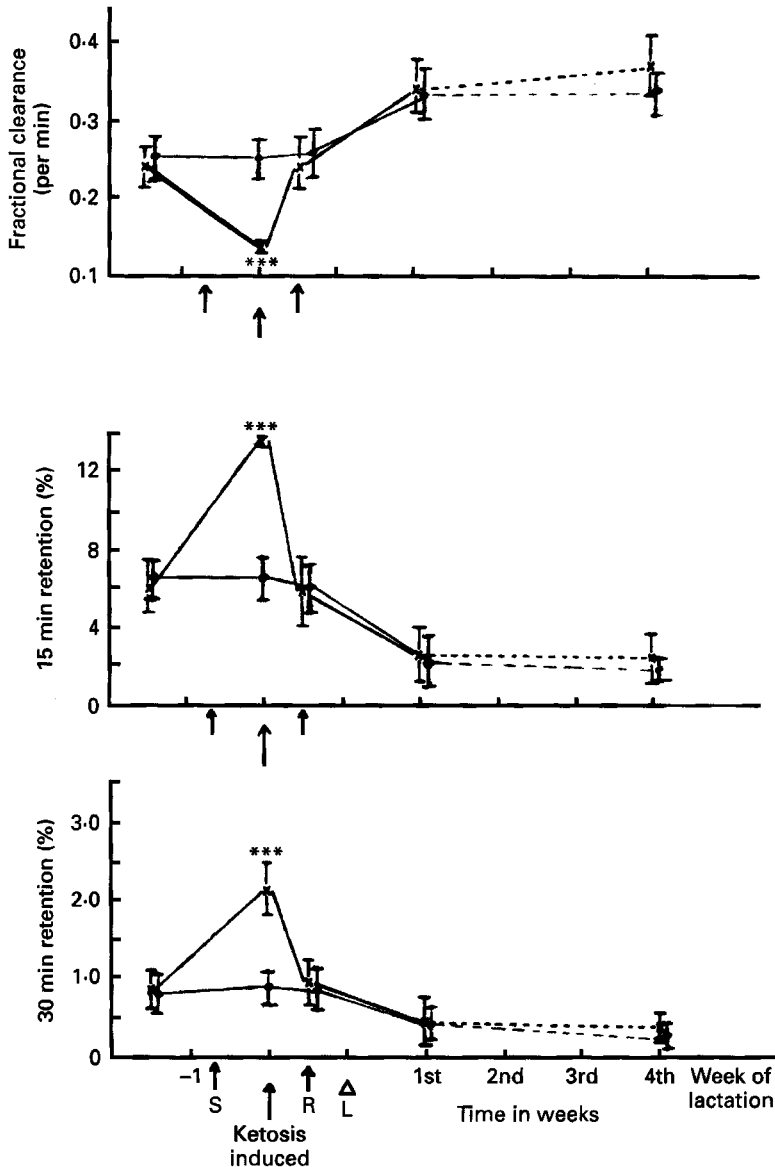 Fractional clearance
(per min)
0·4
0·3
0·2
0·1
***
15 min retention (%)
12
8
4
0
***
30 min retention (%)
3·0
2·0
1·0
0
***
–1
1st
2nd
3rd
4th
Week of
lactation
S
R
L
Time in weeks
Ketosis
induced